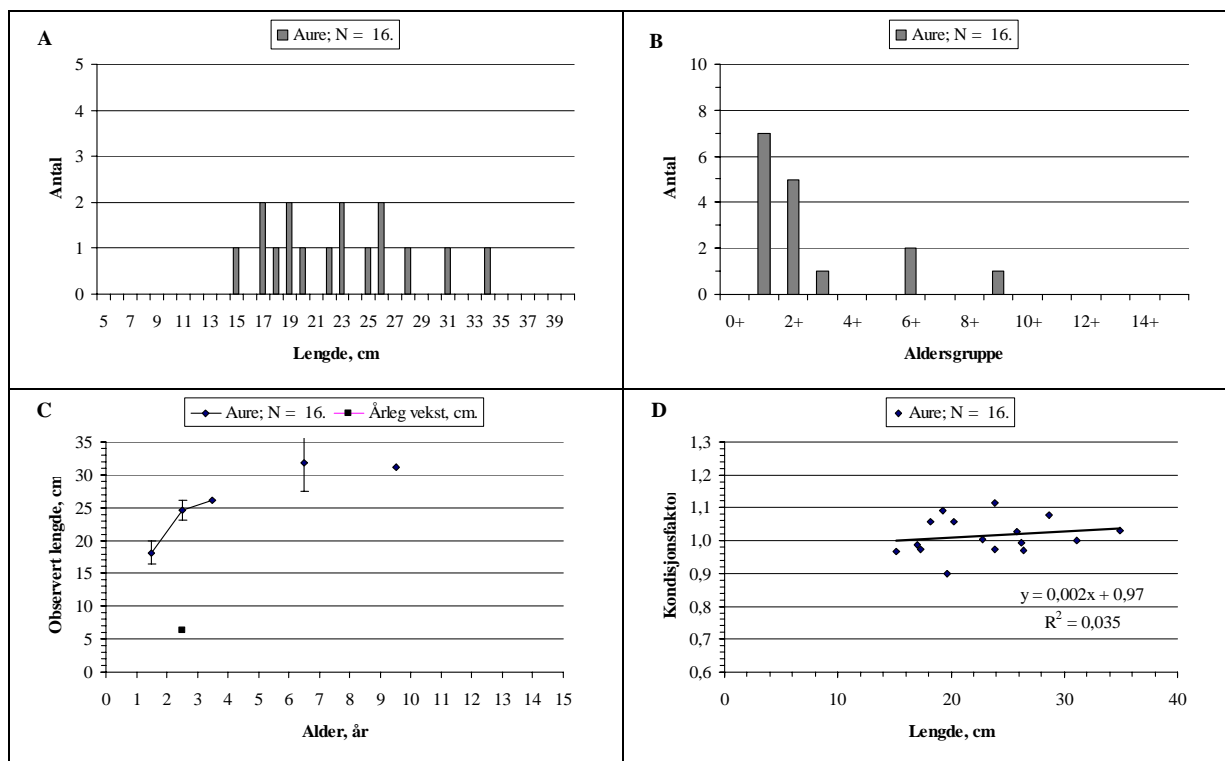 A
Aure; N = 16.
Antal
5
4
3
2
1
0
5 7 9 11 13 15 17 19 21 23 25 26 27 29 31 33 35 37 39
Lengde, cm
B
Aure; N = 16.
Antal
10
8
6
4
2
0
0+ 2+ 4+ 6+ 8+ 10+ 12+ 14+
Aldersgruppe
C
Aure; N = 16. Årleg vekst, cm.
Observert lengde, cm
35
30
25
20
15
10
5
0
0 1 2 3 4 5 6 7 8 9 10 11 12 13 14 15
Alder, år
D
Aure; N = 16.
Kondisjonsfaktor
1,3
1,2
1,1
1,0
0,9
0,8
0,7
0,6
y = 0,002x + 0,97
R² = 0,035
0 10 20 30 40
Lengde, cm